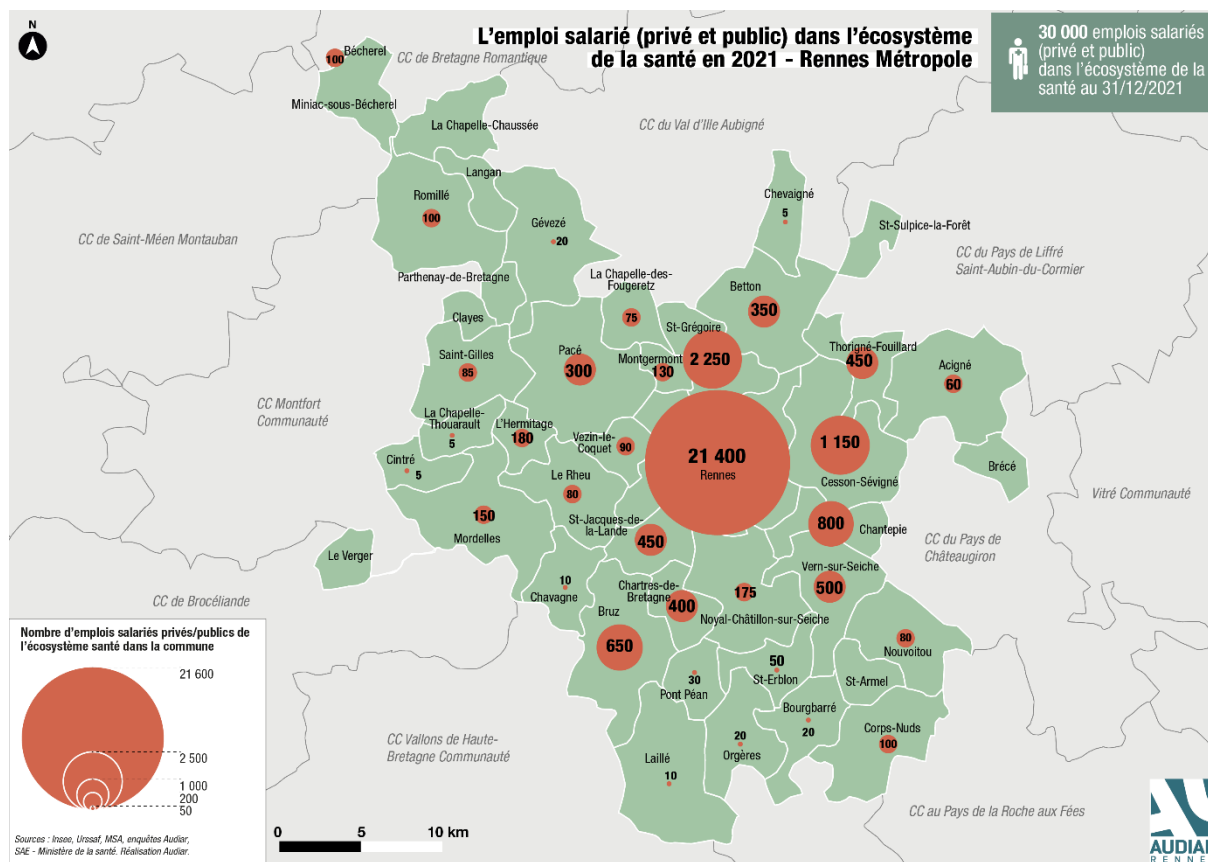 N
L'emploi salarié (privé et public) dans l'écosystème
de la santé en 2021 - Rennes Métropole
30 000 emplois salariés
(privé et public)
dans l'écosystème de la
santé au 31/12/2021
Bécherel
100
CC de Bretagne Romantique
Miniac-sous-Bécherel
La Chapelle-Chaussée
CC du Val d'Ille Aubigné
Langan
Romillé
100
Chevaigné
5
Gévezé
20
St-Sulpice-la-Forêt
CC de Saint-Méen Montauban
CC du Pays de Liffré
Saint-Aubin-du-Cormier
Parthenay-de-Bretagne
La Chapelle-des-
Fougeretz
75
Betton
350
Clayes
St-Grégoire
2 250
Saint-Gilles
85
Pacé
300
Montgermont
130
Thorigné-Fouillard
450
Acigné
60
CC Montfort
Communauté
La Chapelle-
Thouarault
5
L'Hermitage
180
Vezin-le-
Coquet
90
21 400
Rennes
1 150
Cesson-Sévigné
Brécé
Cintré
5
Le Rheu
80
Vitré Communauté
150
Mordelles
St-Jacques-de-
la-Lande
450
800
Chantepie
CC du Pays de
Châteaugiron
Le Verger
Vern-sur-Seiche
500
10
Chavagne
Chartres-de-
Bretagne
400
175
Noyal-Châtillon-sur-Seiche
CC de Brocéliande
Bruz
650
80
Nouvoitou
50
St-Erblon
30
Pont Péan
St-Armel
Bourgbarré
20
Corps-Nuds
100
20
Orgères
CC Vallons de Haute-
Bretagne Communauté
Laillé
10
CC au Pays de la Roche aux Fées
Nombre d'emplois salariés privés/publics de
l'écosystème santé dans la commune
21 600
2 500
1 000
200
50
Sources : Insee, Urssaf, MSA, enquêtes Audiar,
SAE - Ministère de la santé. Réalisation Audiar.
0 5 10 km
AU
AUDIAR
RENNES